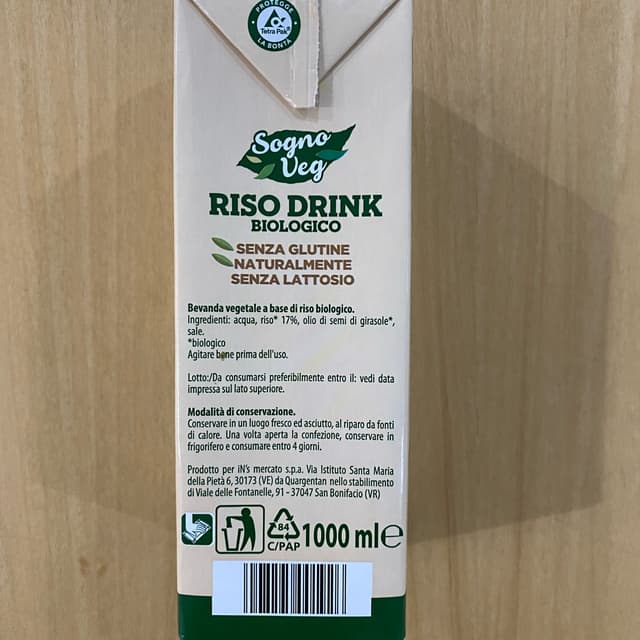 PROTEGGE
Tetra Pak®
LA BONTÀ
Sogno
Veg
RISO DRINK
BIOLOGICO
SENZA GLUTINE
NATURALMENTE
SENZA LATTOSIO
Bevanda vegetale a base di riso biologico.
Ingredienti: acqua, riso* 17%, olio di semi di girasole*,
sale.
*biologico
Agitare bene prima dell'uso.
Lotto:/Da consumarsi preferibilmente entro il: vedi data
impressa sul lato superiore.
Modalità di conservazione.
Conservare in un luogo fresco ed asciutto, al riparo da fonti
di calore. Una volta aperta la confezione, conservare in
frigorifero e consumare entro 4 giorni.
Prodotto per iN's mercato s.p.a. Via Istituto Santa Maria
della Pietà 6, 30173 (VE) da Quargentan nello stabilimento
di Viale delle Fontanelle, 91 - 37047 San Bonifacio (VR)
84
C/PAP
1000 ml e